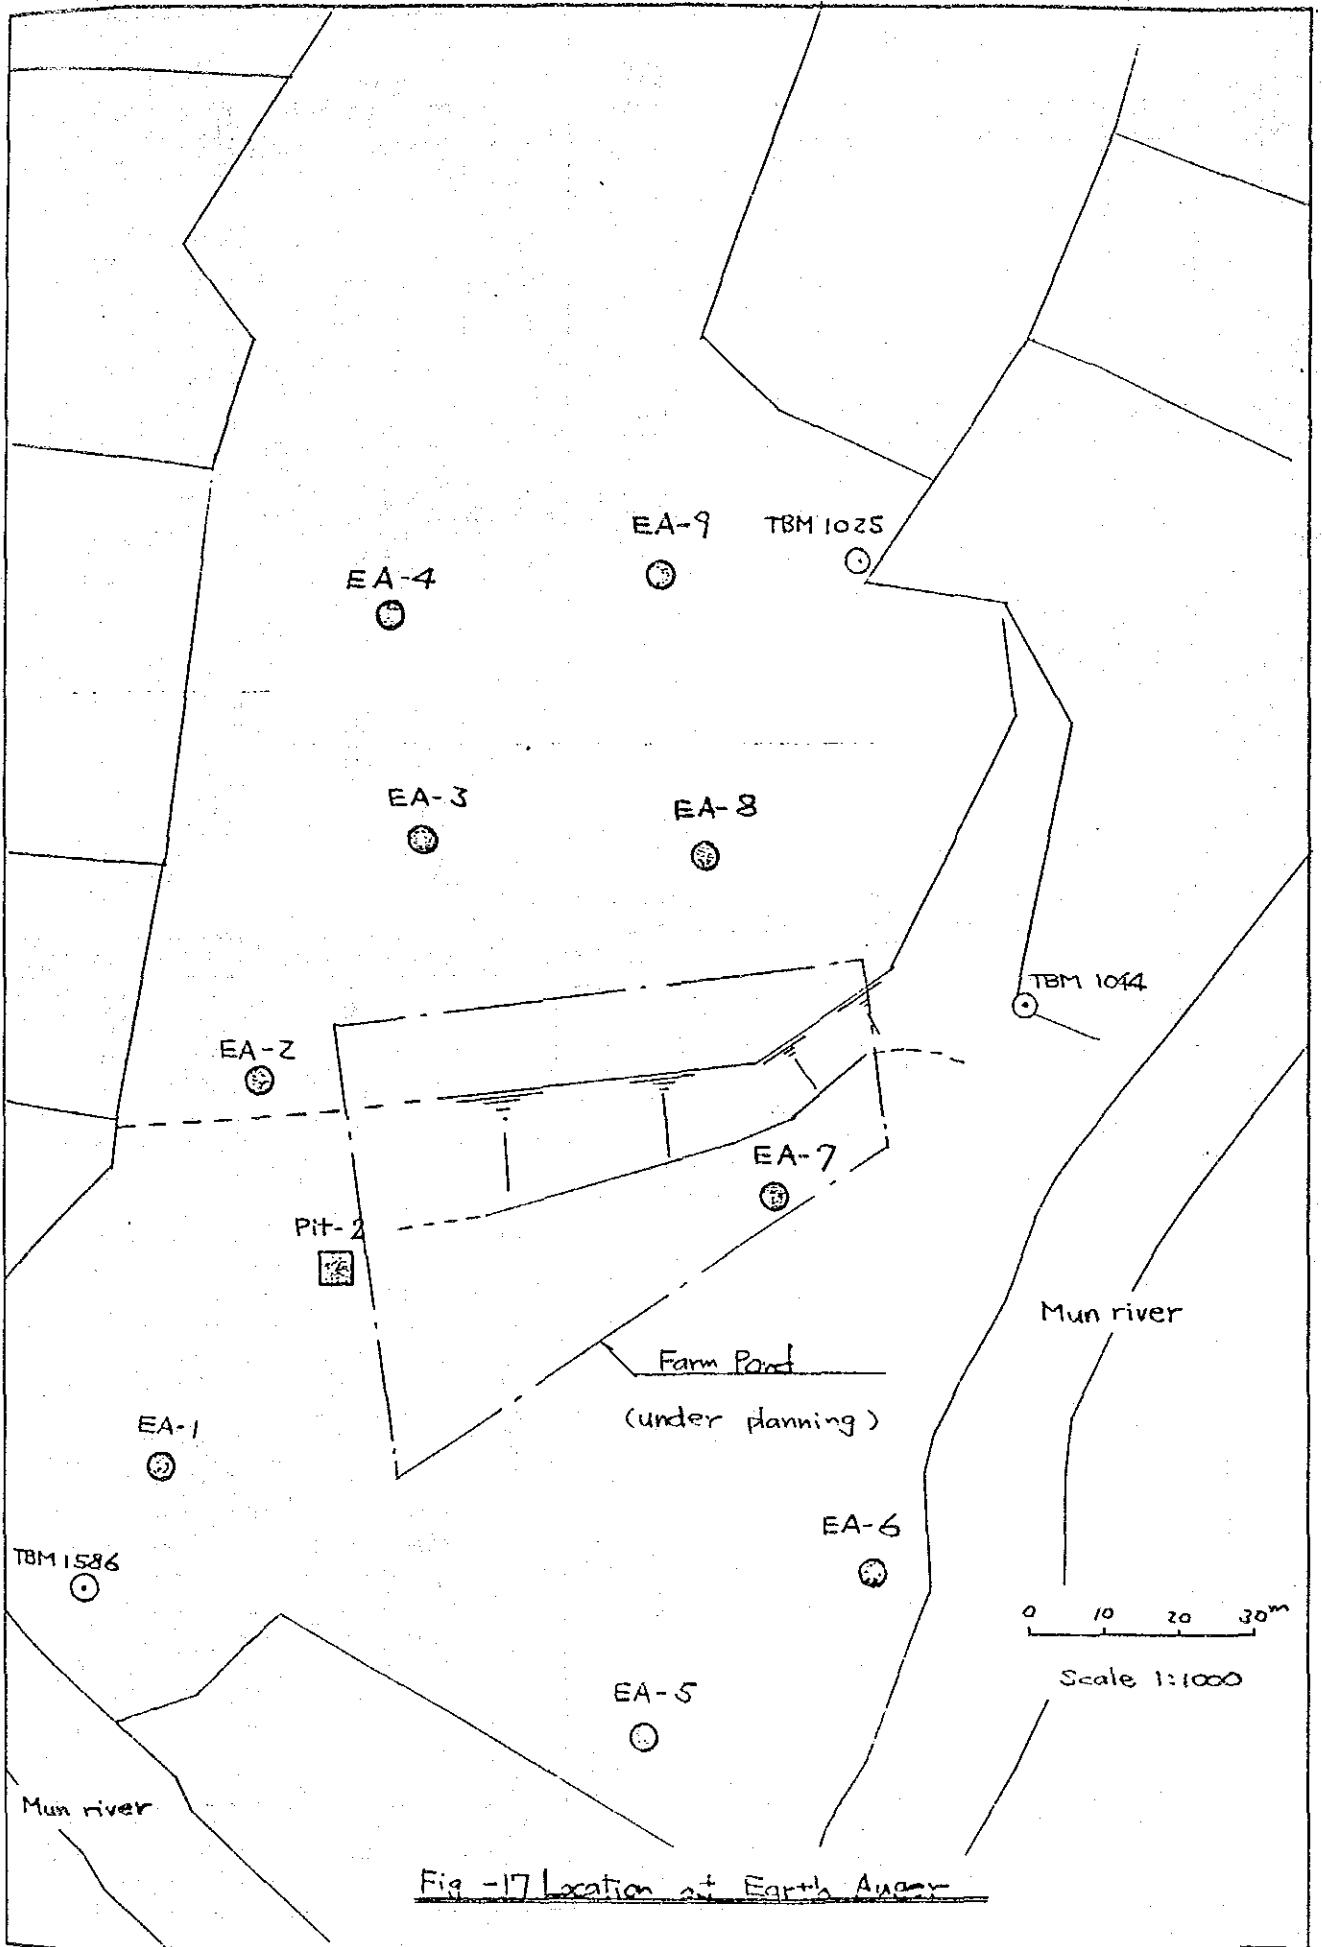 EA-9
TBM 1025
EA-4
EA-3
EA-8
TBM 1044
EA-2
EA-7
Pit-2
Mun river
Farm Pond
(under planning)
EA-1
EA-6
TBM 1586
0 10 20 30m
Scale 1:1000
EA-5
Mun river
Fig -17 Location of Earth Auger